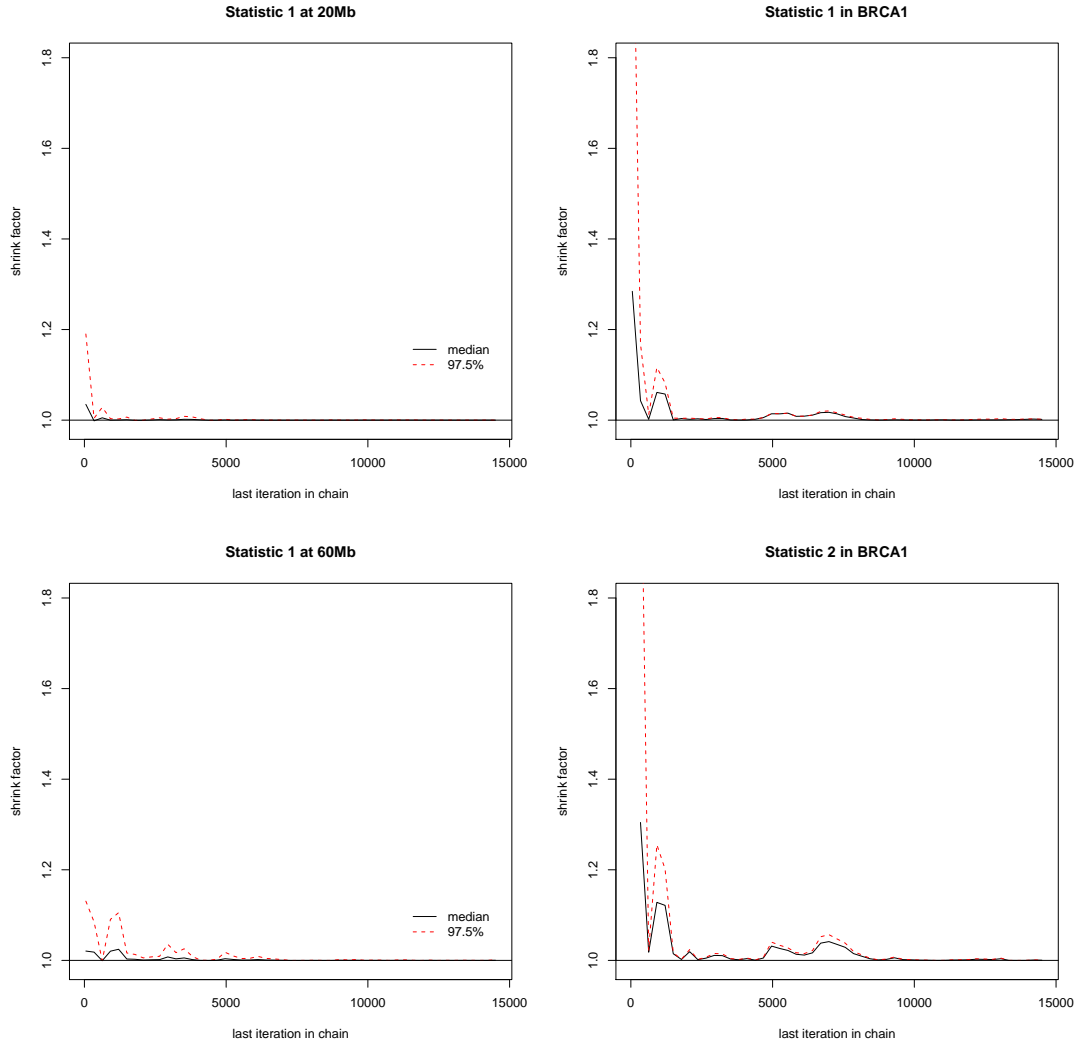 Statistic 1 at 20Mb
shrink factor
1.0 1.2 1.4 1.6 1.8
median
97.5%
0 5000 10000 15000
last iteration in chain
Statistic 1 in BRCA1
shrink factor
1.0 1.2 1.4 1.6 1.8
0 5000 10000 15000
last iteration in chain
Statistic 1 at 60Mb
shrink factor
1.0 1.2 1.4 1.6 1.8
median
97.5%
0 5000 10000 15000
last iteration in chain
Statistic 2 in BRCA1
shrink factor
1.0 1.2 1.4 1.6 1.8
0 5000 10000 15000
last iteration in chain